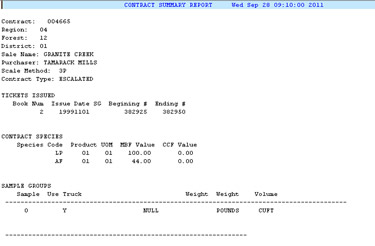 CONTRACT SUMMARY REPORT Wed Sep 28 09:10:00 2011
Contract: 004665
Region: 04
Forest: 12
District: 01
Sale Name: GRANITE CREEK
Purchaser: TAMARACK MILLS
Scale Method: 3P
Contract Type: ESCALATED
TICKETS ISSUED
Book Num Issue Date SG Begining # Ending #
2 19991101 382925 382950
CONTRACT SPECIES
Species Code Product UOM MBF Value CCF Value
LP 01 01 100.00 0.00
AF 01 01 44.00 0.00
SAMPLE GROUPS
Sample Use Truck Weight Weight Volume
--------------------------------------------------------------------------------
0 Y NULL POUNDS CUFT
--------------------------------------------------------------